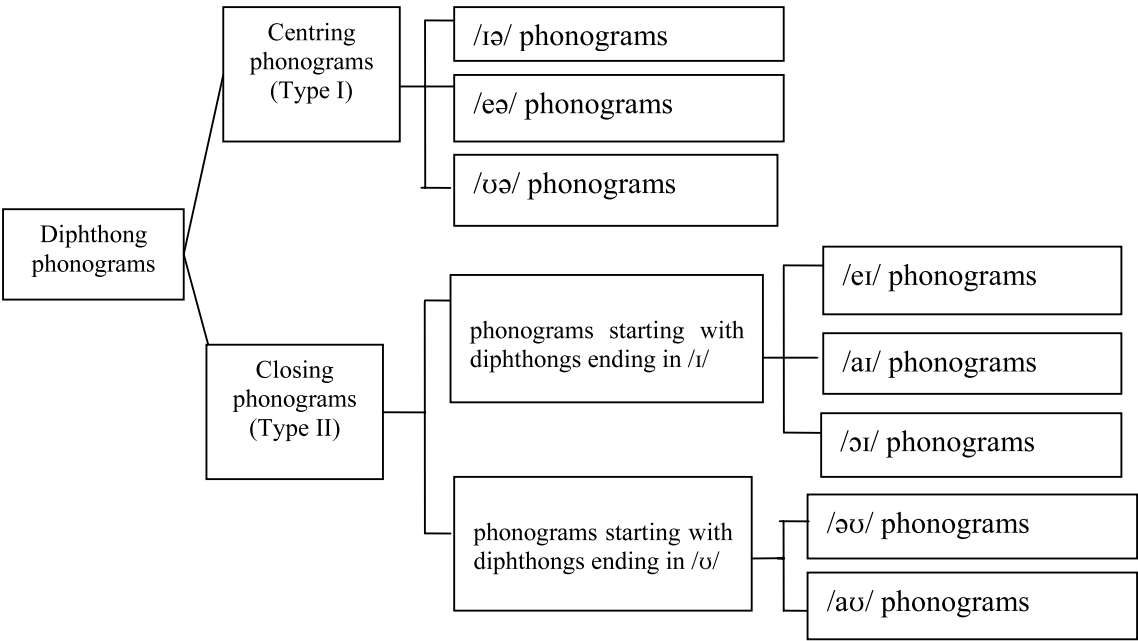 Diphthong
phonograms
Centring
phonograms
(Type I)
/ɪə/ phonograms
/eə/ phonograms
/ʊə/ phonograms
Closing
phonograms
(Type II)
phonograms starting with
diphthongs ending in /ɪ/
/eɪ/ phonograms
/aɪ/ phonograms
/ɔɪ/ phonograms
phonograms starting with
diphthongs ending in /ʊ/
/əʊ/ phonograms
/aʊ/ phonograms